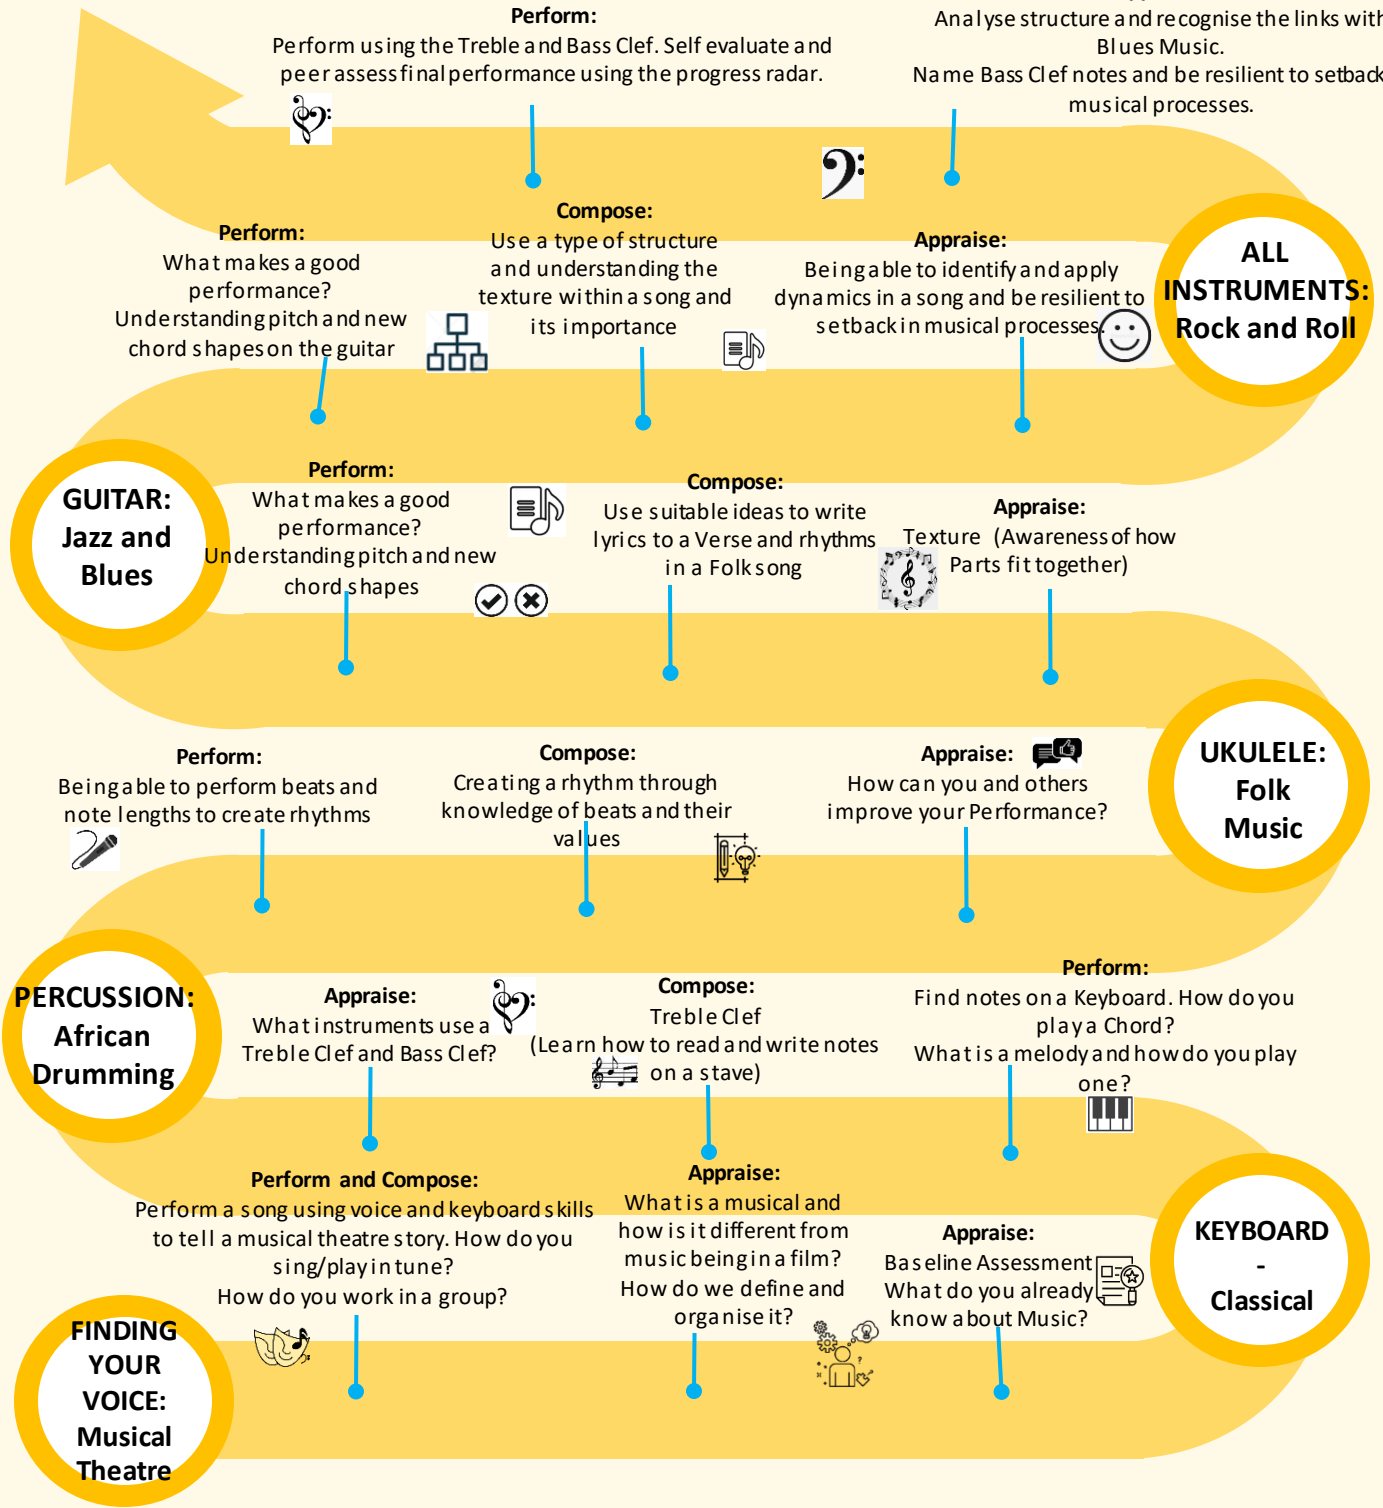 Perform:
Perform using the Treble and Bass Clef. Self evaluate and
peer assess final performance using the progress radar.
Analyse structure and recognise the links with
Blues Music.
Name Bass Clef notes and be resilient to setback
musical processes.
Perform:
What makes a good
performance?
Understanding pitch and new
chord shapes on the guitar
Compose:
Use a type of structure
and understanding the
texture within a song and
its importance
Appraise:
Being able to identify and apply
dynamics in a song and be resilient to
setback in musical processes.
ALL
INSTRUMENTS:
Rock and Roll
GUITAR:
Jazz and
Blues
Perform:
What makes a good
performance?
Understanding pitch and new
chord shapes
Compose:
Use suitable ideas to write
lyrics to a Verse and rhythms
in a Folk song
Appraise:
Texture (Awareness of how
Parts fit together)
Perform:
Being able to perform beats and
note lengths to create rhythms
Compose:
Creating a rhythm through
knowledge of beats and their
values
Appraise:
How can you and others
improve your Performance?
UKULELE:
Folk
Music
PERCUSSION:
African
Drumming
Appraise:
What instruments use a
Treble Clef and Bass Clef?
Compose:
Treble Clef
(Learn how to read and write notes
on a stave)
Perform:
Find notes on a Keyboard. How do you
play a Chord?
What is a melody and how do you play
one?
Perform and Compose:
Perform a song using voice and keyboard skills
to tell a musical theatre story. How do you
sing/play in tune?
How do you work in a group?
Appraise:
What is a musical and
how is it different from
music being in a film?
How do we define and
organise it?
Appraise:
Baseline Assessment
What do you already
know about Music?
KEYBOARD
-
Classical
FINDING
YOUR
VOICE:
Musical
Theatre